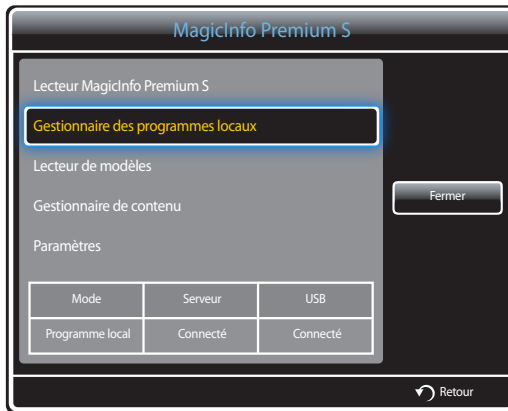 MagicInfo Premium S
Lecteur MagicInfo Premium S
Gestionnaire des programmes locaux
Lecteur de modèles
Gestionnaire de contenu
Paramètres
Fermer
Mode Serveur USB
Programme local Connecté Connecté
Retour